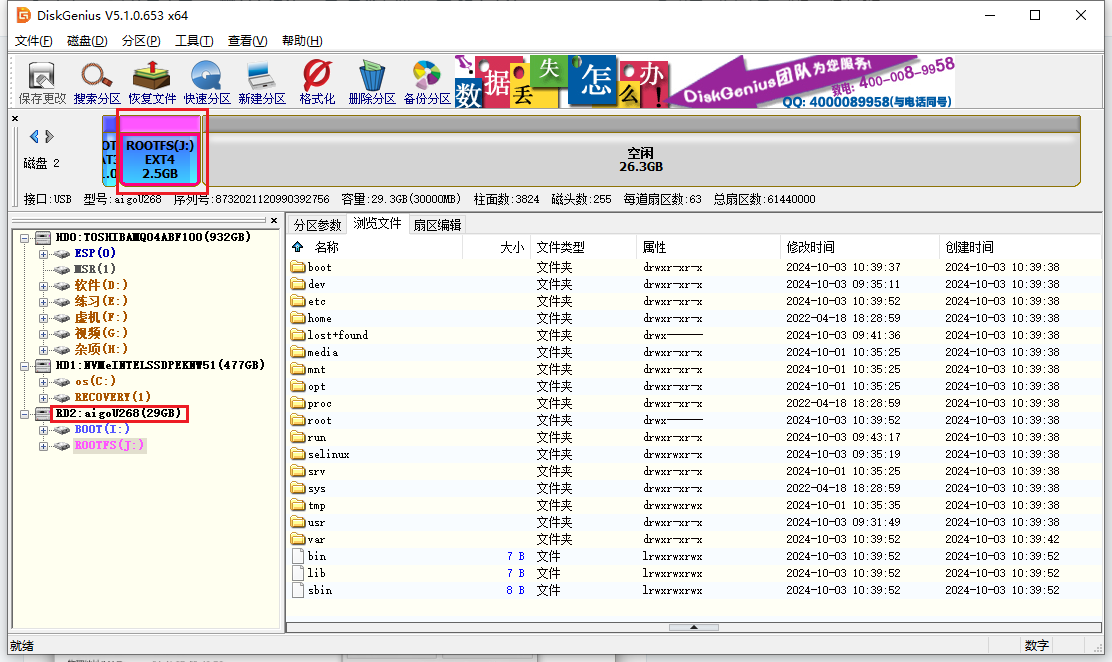 DiskGenius V5.1.0.653 x64
文件(F) 磁盘(D) 分区(P) 工具(T) 查看(V) 帮助(H)
保存更改 搜索分区 恢复文件 快速分区 新建分区 格式化 删除分区 备份分区
数据丢失怎么办!
DiskGenius团队为您服务!
致电: 400-008-9958
QQ: 4000089958(与电话同号)
磁盘 2
ROOTFS(J:)
EXT4
2.5GB
空闲
26.3GB
接口:USB 型号:aigoU268 序列号:8732021120990392756 容量:29.3GB(30000MB) 柱面数:3824 磁头数:255 每道扇区数:63 总扇区数:61440000
HD0:TOSHIBAMQ04ABF100(932GB)
ESP(0)
MSR(1)
软件(D:)
练习(E:)
虚机(F:)
视频(G:)
杂项(H:)
HD1:NVMeINTELSSDPEKNW51(477GB)
os(C:)
RECOVERY(1)
RD2:aigoU268(29GB)
BOOT(I:)
ROOTFS(J:)
分区参数 浏览文件 扇区编辑
名称 大小 文件类型 属性 修改时间 创建时间
boot 文件夹 drwxr-xr-x 2024-10-03 10:39:37 2024-10-03 10:39:38
dev 文件夹 drwxr-xr-x 2024-10-03 09:35:11 2024-10-03 10:39:38
etc 文件夹 drwxr-xr-x 2024-10-03 10:39:52 2024-10-03 10:39:38
home 文件夹 drwxr-xr-x 2022-04-18 18:28:59 2024-10-03 10:39:38
lost+found 文件夹 drwx------ 2024-10-03 09:41:36 2024-10-03 10:39:38
media 文件夹 drwxr-xr-x 2024-10-01 10:35:25 2024-10-03 10:39:38
mnt 文件夹 drwxr-xr-x 2024-10-01 10:35:25 2024-10-03 10:39:38
opt 文件夹 drwxr-xr-x 2024-10-01 10:35:25 2024-10-03 10:39:38
proc 文件夹 drwxr-xr-x 2022-04-18 18:28:59 2024-10-03 10:39:38
root 文件夹 drwx------ 2024-10-03 10:39:52 2024-10-03 10:39:38
run 文件夹 drwxr-xr-x 2024-10-03 09:43:17 2024-10-03 10:39:38
selinux 文件夹 drwxr-xr-x 2024-10-03 09:35:19 2024-10-03 10:39:38
srv 文件夹 drwxr-xr-x 2024-10-01 10:35:25 2024-10-03 10:39:38
sys 文件夹 drwxr-xr-x 2022-04-18 18:28:59 2024-10-03 10:39:38
tmp 文件夹 drwxrwxrwx 2024-10-01 10:35:35 2024-10-03 10:39:38
usr 文件夹 drwxr-xr-x 2024-10-03 09:31:49 2024-10-03 10:39:38
var 文件夹 drwxr-xr-x 2024-10-03 10:39:52 2024-10-03 10:39:42
bin 7 B 文件 lrwxrwxrwx 2024-10-03 10:39:52 2024-10-03 10:39:52
lib 7 B 文件 lrwxrwxrwx 2024-10-03 10:39:52 2024-10-03 10:39:52
sbin 8 B 文件 lrwxrwxrwx 2024-10-03 10:39:52 2024-10-03 10:39:52
就绪 数字